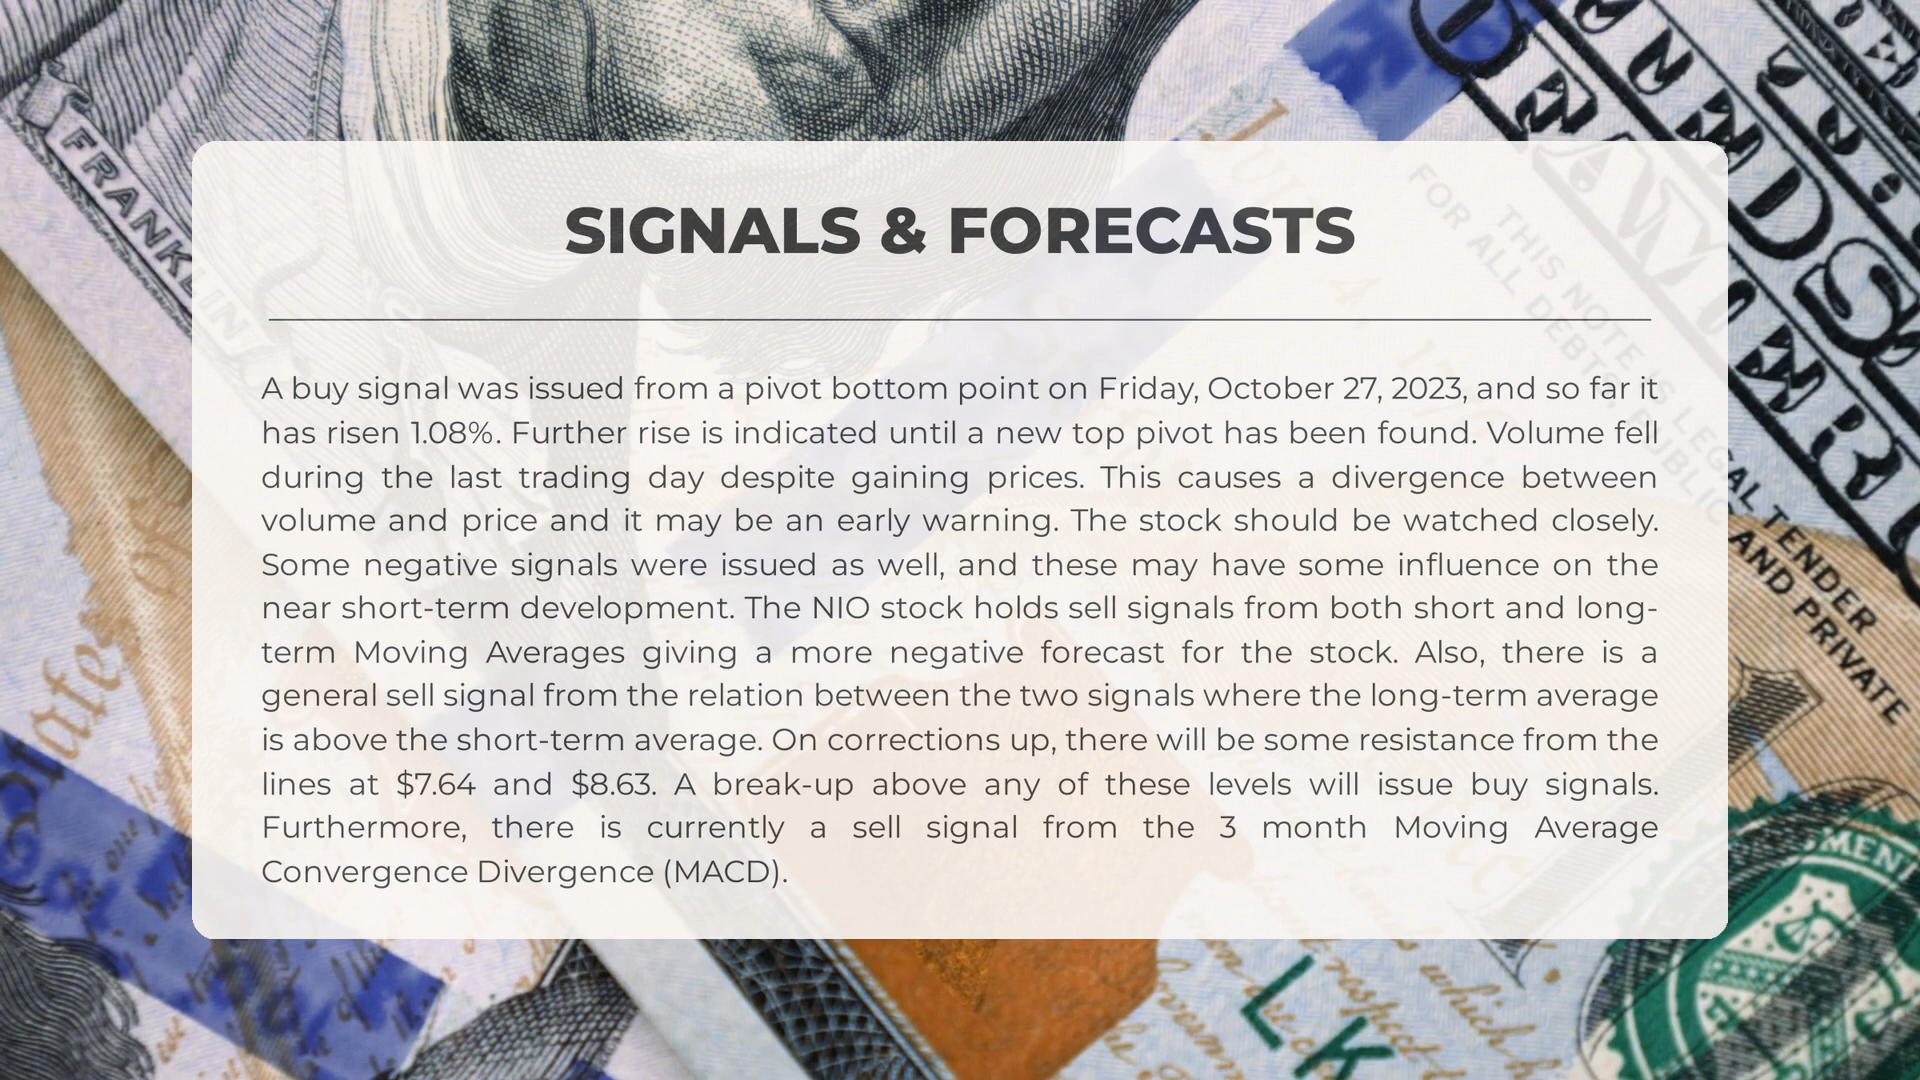 SIGNALS & FORECASTS
A buy signal was issued from a pivot bottom point on Friday, October 27, 2023, and so far it
has risen 1.08%. Further rise is indicated until a new top pivot has been found. Volume fell
during the last trading day despite gaining prices. This causes a divergence between
volume and price and it may be an early warning. The stock should be watched closely.
Some negative signals were issued as well, and these may have some influence on the
near short-term development. The NIO stock holds sell signals from both short and long-
term Moving Averages giving a more negative forecast for the stock. Also, there is a
general sell signal from the relation between the two signals where the long-term average
is above the short-term average. On corrections up, there will be some resistance from the
lines at $7.64 and $8.63. A break-up above any of these levels will issue buy signals.
Furthermore, there is currently a sell signal from the 3 month Moving Average
Convergence Divergence (MACD).
FRANKLIN
THIS NOTE IS LEGAL TENDER
FOR ALL DEBTS, PUBLIC AND PRIVATE
States of
LK